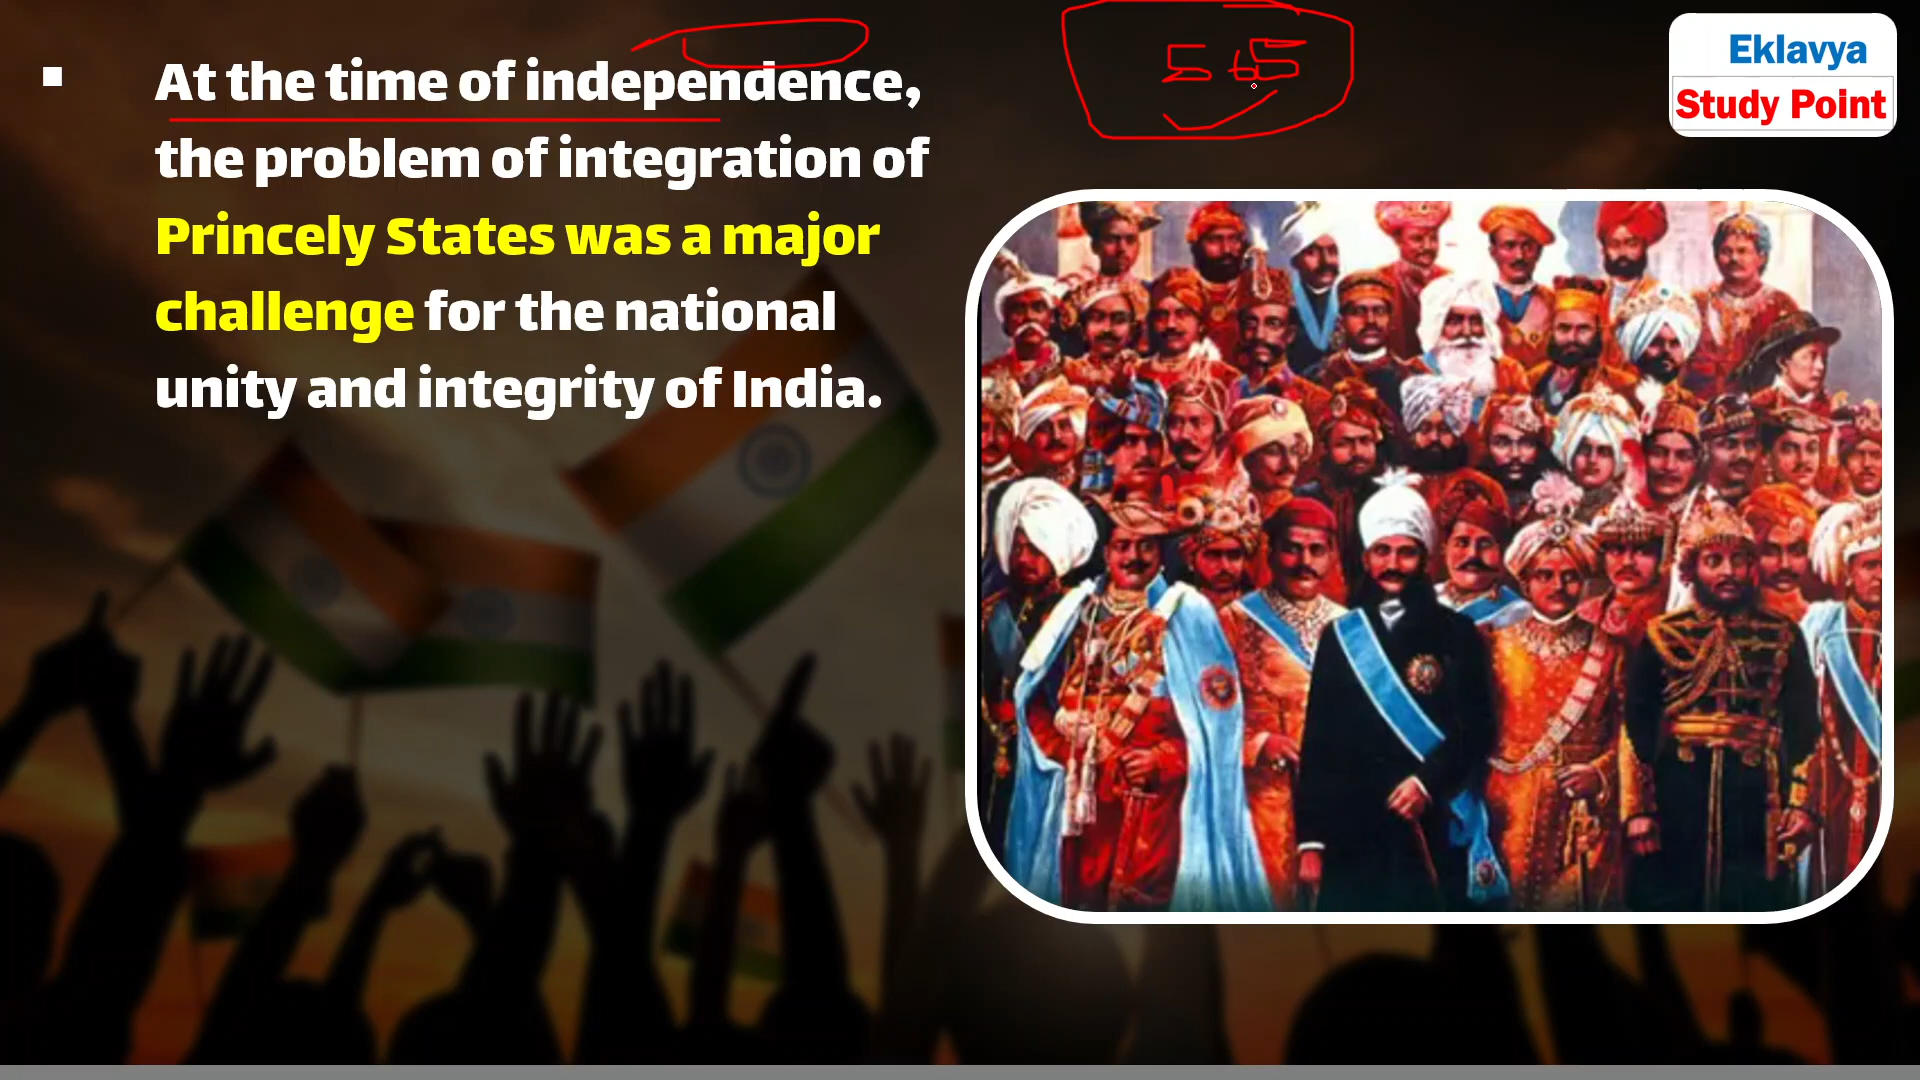 At the time of independence,
the problem of integration of
Princely States was a major
challenge for the national
unity and integrity of India.
565
Eklavya
Study Point